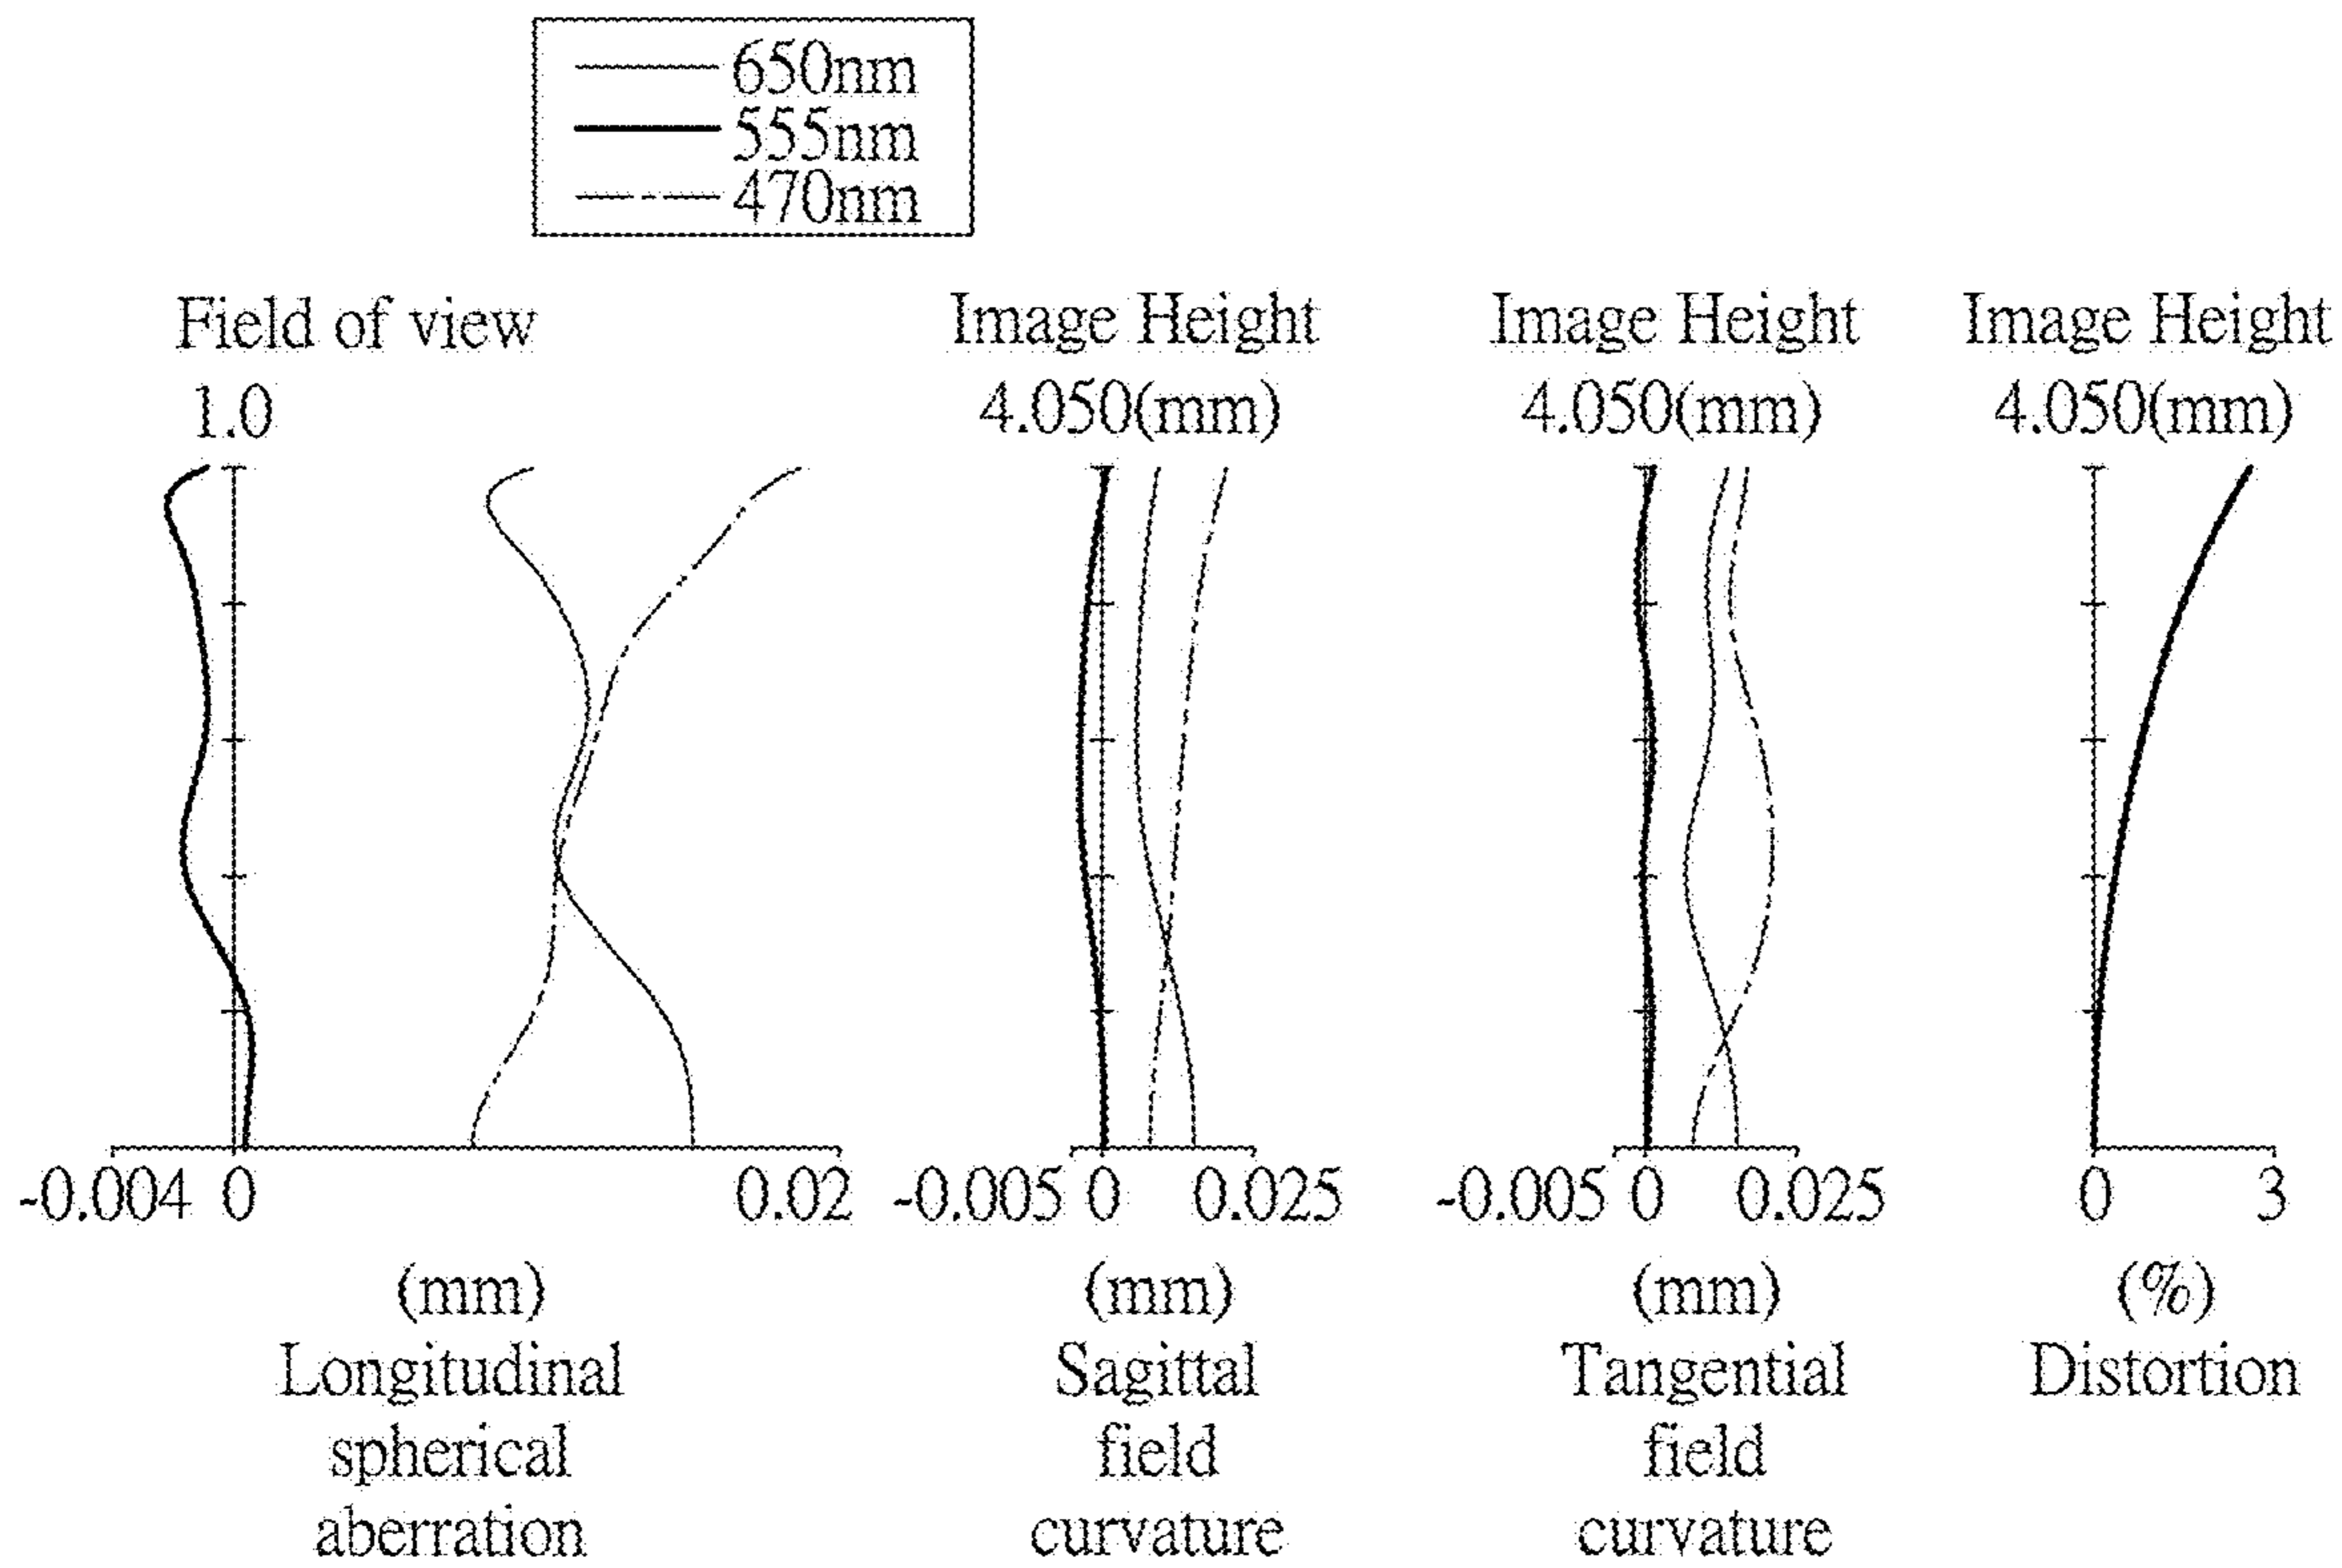 650nm
555nm
470nm
Field of view
1.0
Image Height
4.050(mm)
Image Height
4.050(mm)
Image Height
4.050(mm)
-0.004 0 0.02
-0.005 0 0.025
-0.005 0 0.025
0 3
(mm)
Longitudinal
spherical
aberration
(mm)
Sagittal
field
curvature
(mm)
Tangential
field
curvature
(%)
Distortion